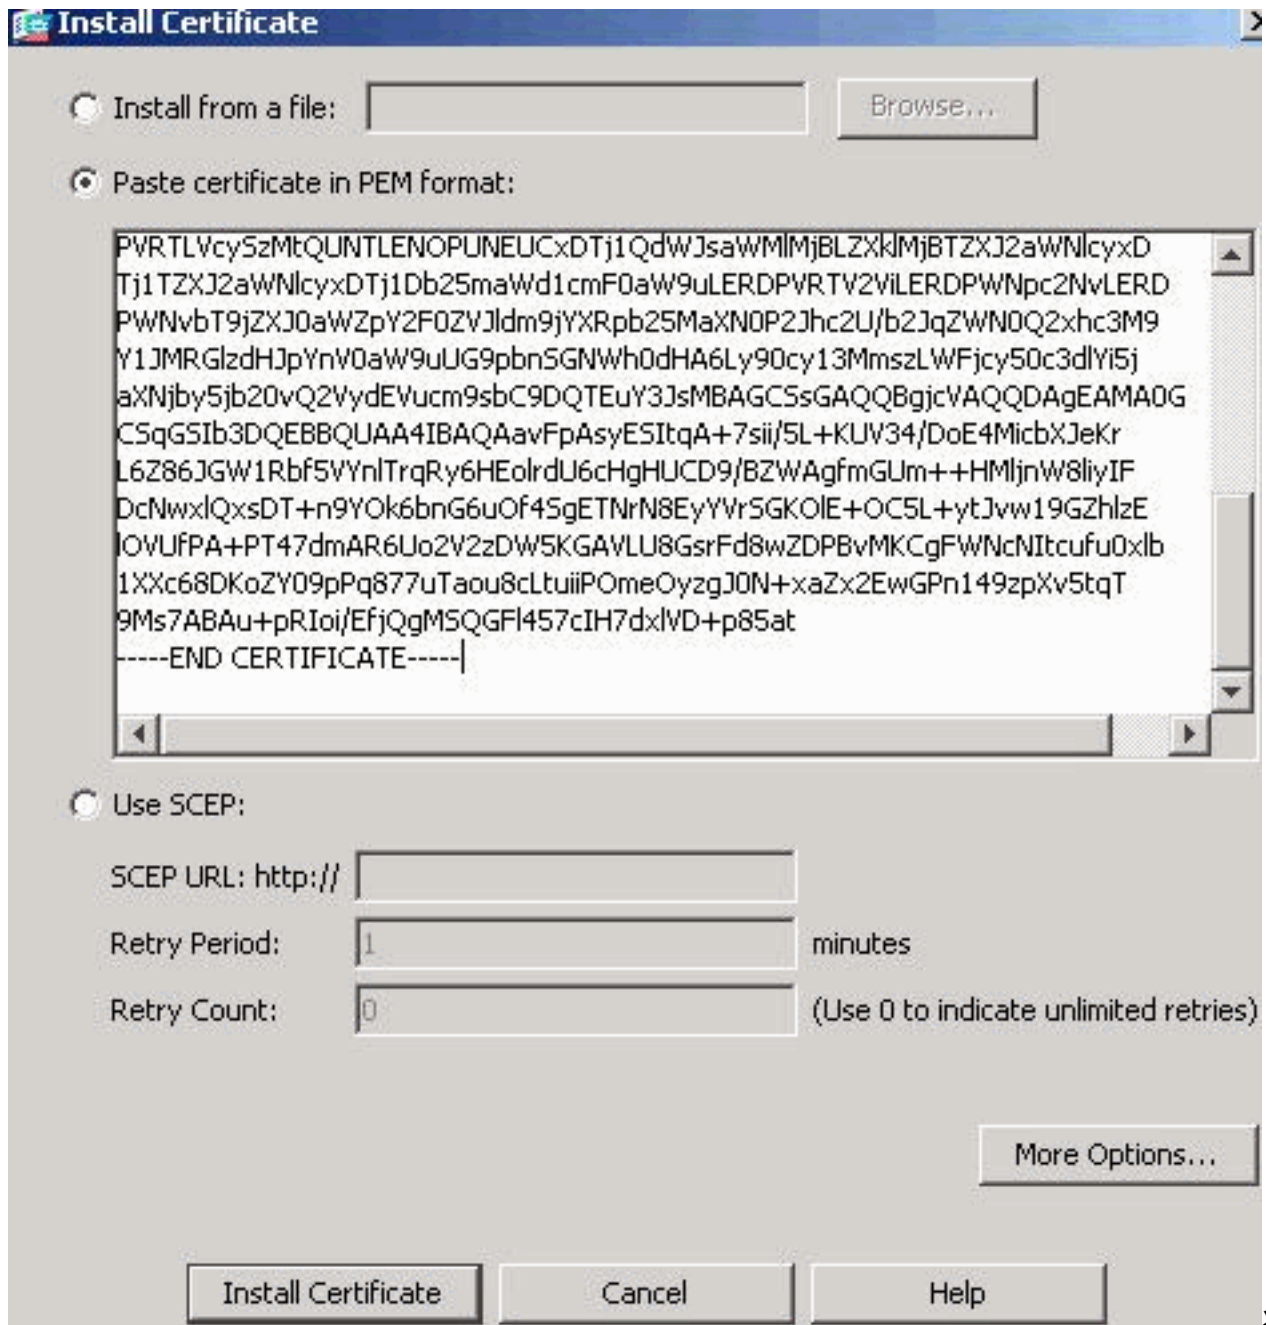 Install Certificate
Install from a file:
Browse...
Paste certificate in PEM format:
PVRTLVcySzMtQUNTLENOPUNEUCxDTj1QdWJsaWMlMjBLZXklMjBTZXJ2aWNlcyxD
Tj1TZXJ2aWNlcyxDTj1Db25maWd1cmF0aW9uLERDPVRTV2ViLERDPWNpc2NvLERD
PWNvbT9jZXJ0aWZpY2F0ZVJldm9jYXRpb25MaXN0P2Jhc2U/b2JqZWN0Q2xhc3M9
Y1JMRGlzdHJpYnV0aW9uUG9pbnSGNWh0dHA6Ly90cy13MmszLWFjcy50c3dlYi5j
aXNjby5jb20vQ2VydEVucm9sbC9DQTEuY3JsMBAGCSsGAQQBgjcVAQQDAgEAMA0G
CSqGSIb3DQEBBQUAA4IBAQAavFpAsyESItqA+7sii/5L+KUV34/DoE4MicbXJeKr
L6Z86JGW1Rbf5VYnlTrqRy6HEolrdU6cHgHUCD9/BZWAgfmGUm++HMljnW8liyIF
DcNwxlQxsDT+n9YOk6bnG6uOf4SgETNrN8EyYVrSGKOlE+OC5L+ytJvw19GZhlzE
lOVUfPA+PT47dmAR6Uo2V2zDW5KGAVLU8GsrFd8wZDPBvMKCgFWNcNItcufu0xlb
1XXc68DKoZY09pPq877uTaou8cLtuiiPOmeOyzgJ0N+xaZx2EwGPn149zpXv5tqT
9Ms7ABAu+pRIoi/EfjQgMSQGFl457cIH7dxlVD+p85at
-----END CERTIFICATE-----
Use SCEP:
SCEP URL: http://
Retry Period: 1 minutes
Retry Count: 0 (Use 0 to indicate unlimited retries)
More Options...
Install Certificate Cancel Help